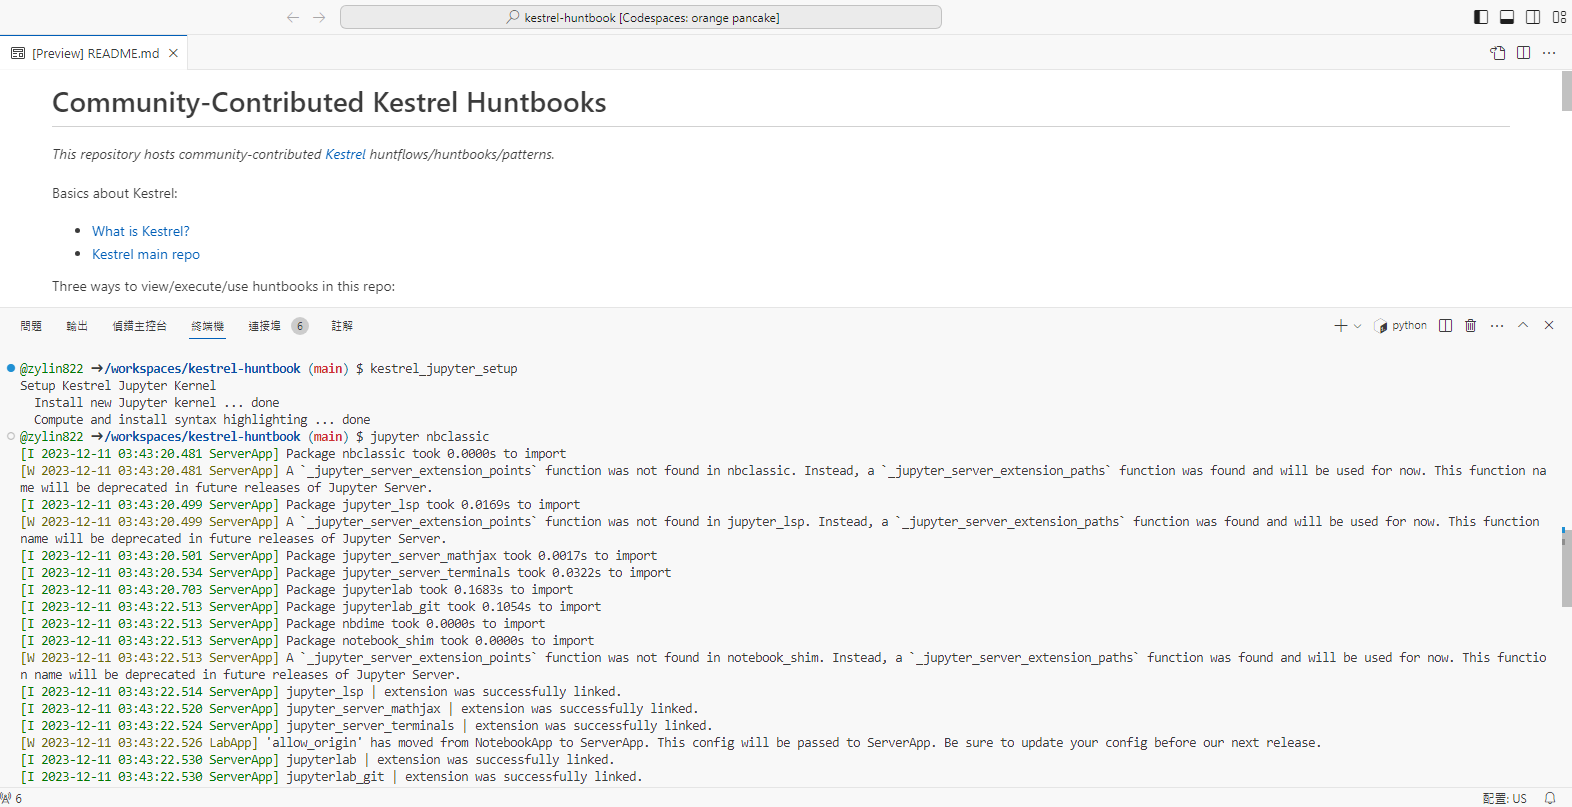 kestrel-huntbook [Codespaces: orange pancake]
[Preview] README.md
Community-Contributed Kestrel Huntbooks
This repository hosts community-contributed Kestrel huntflows/huntbooks/patterns.
Basics about Kestrel:
• What is Kestrel?
• Kestrel main repo
Three ways to view/execute/use huntbooks in this repo:
問題 輸出 偵錯主控台 終端機 連接埠 6 註解
python
@zylin822 ➜/workspaces/kestrel-huntbook (main) $ kestrel_jupyter_setup
Setup Kestrel Jupyter Kernel
Install new Jupyter kernel ... done
Compute and install syntax highlighting ... done
@zylin822 ➜/workspaces/kestrel-huntbook (main) $ jupyter nbclassic
[I 2023-12-11 03:43:20.481 ServerApp] Package nbclassic took 0.0000s to import
[W 2023-12-11 03:43:20.481 ServerApp] A `_jupyter_server_extension_points` function was not found in nbclassic. Instead, a `_jupyter_server_extension_paths` function was found and will be used for now. This function na
me will be deprecated in future releases of Jupyter Server.
[I 2023-12-11 03:43:20.499 ServerApp] Package jupyter_lsp took 0.0169s to import
[W 2023-12-11 03:43:20.499 ServerApp] A `_jupyter_server_extension_points` function was not found in jupyter_lsp. Instead, a `_jupyter_server_extension_paths` function was found and will be used for now. This function
name will be deprecated in future releases of Jupyter Server.
[I 2023-12-11 03:43:20.501 ServerApp] Package jupyter_server_mathjax took 0.0017s to import
[I 2023-12-11 03:43:20.534 ServerApp] Package jupyter_server_terminals took 0.0322s to import
[I 2023-12-11 03:43:20.703 ServerApp] Package jupyterlab took 0.1683s to import
[I 2023-12-11 03:43:22.513 ServerApp] Package jupyterlab_git took 0.1054s to import
[I 2023-12-11 03:43:22.513 ServerApp] Package nbdime took 0.0000s to import
[I 2023-12-11 03:43:22.513 ServerApp] Package notebook_shim took 0.0000s to import
[W 2023-12-11 03:43:22.513 ServerApp] A `_jupyter_server_extension_points` function was not found in notebook_shim. Instead, a `_jupyter_server_extension_paths` function was found and will be used for now. This functio
n name will be deprecated in future releases of Jupyter Server.
[I 2023-12-11 03:43:22.514 ServerApp] jupyter_lsp | extension was successfully linked.
[I 2023-12-11 03:43:22.520 ServerApp] jupyter_server_mathjax | extension was successfully linked.
[I 2023-12-11 03:43:22.524 ServerApp] jupyter_server_terminals | extension was successfully linked.
[W 2023-12-11 03:43:22.526 LabApp] 'allow_origin' has moved from NotebookApp to ServerApp. This config will be passed to ServerApp. Be sure to update your config before our next release.
[I 2023-12-11 03:43:22.530 ServerApp] jupyterlab | extension was successfully linked.
[I 2023-12-11 03:43:22.530 ServerApp] jupyterlab_git | extension was successfully linked.
6 配置: US